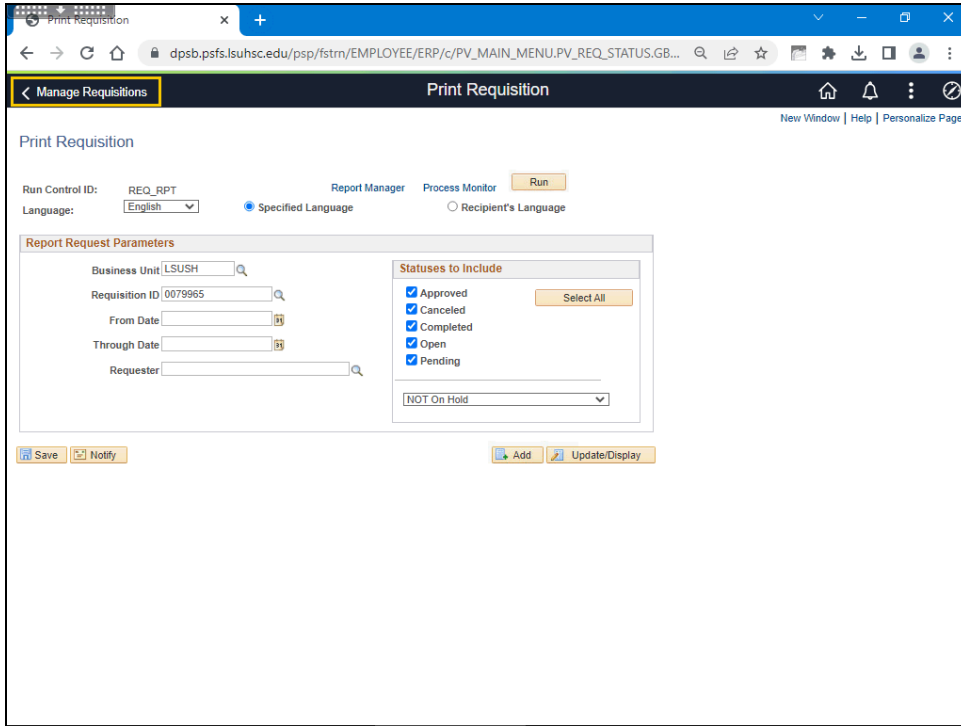 Print Requisition
dpsb.psfs.lsuhsc.edu/psp/fstrn/EMPLOYEE/ERP/c/PV_MAIN_MENU.PV_REQ_STATUS.GB...
Manage Requisitions Print Requisition
New Window | Help | Personalize Page
Print Requisition
Run Control ID: REQ_RPT Report Manager Process Monitor Run
Language: English Specified Language Recipient's Language
Report Request Parameters
Business Unit LSUSH Statuses to Include
Requisition ID 0079965 Approved Select All
Canceled
From Date Completed
Through Date Open
Requester Pending
NOT On Hold
Save Notify Add Update/Display